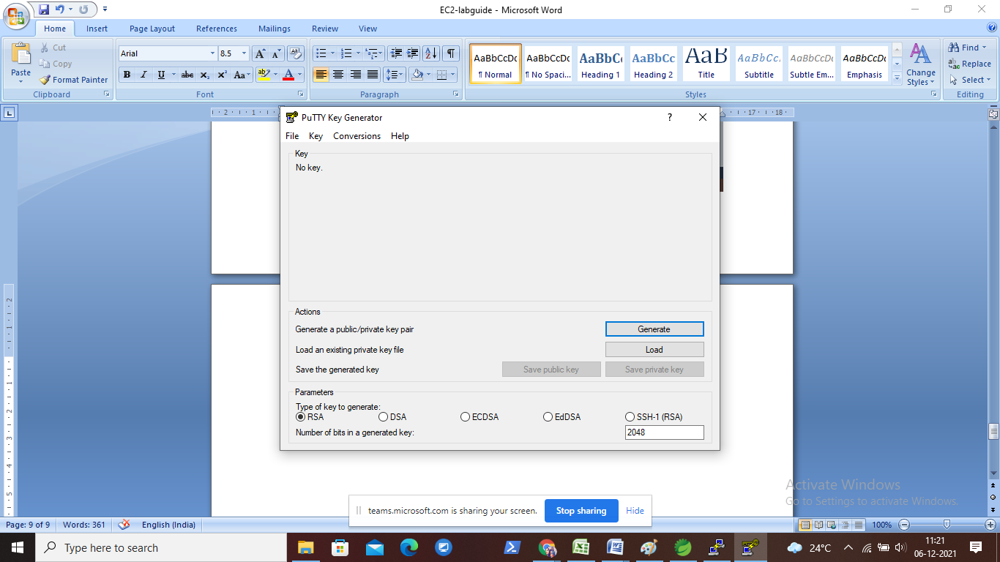 EC2-labguide - Microsoft Word
Home Insert Page Layout References Mailings Review View
Paste
Cut
Copy
Format Painter
Clipboard
Arial 8.5
Font
Paragraph
AaBbCcDc AaBbCcDc AaBbC AaBbCc AaB AaBbCc. AaBbCcDc AaBbCcDc
¶ Normal ¶ No Spaci... Heading 1 Heading 2 Title Subtitle Subtle Em... Emphasis
Change Styles
Styles
Find
Replace
Select
Editing
PuTTY Key Generator
File Key Conversions Help
Key
No key.
Actions
Generate a public/private key pair Generate
Load an existing private key file Load
Save the generated key Save public key Save private key
Parameters
Type of key to generate:
RSA DSA ECDSA EdDSA SSH-1 (RSA)
Number of bits in a generated key: 2048
Activate Windows
Go to Settings to activate Windows.
teams.microsoft.com is sharing your screen. Stop sharing Hide
Page: 9 of 9 Words: 361 English (India) 100%
Type here to search
24°C
11:21
06-12-2021